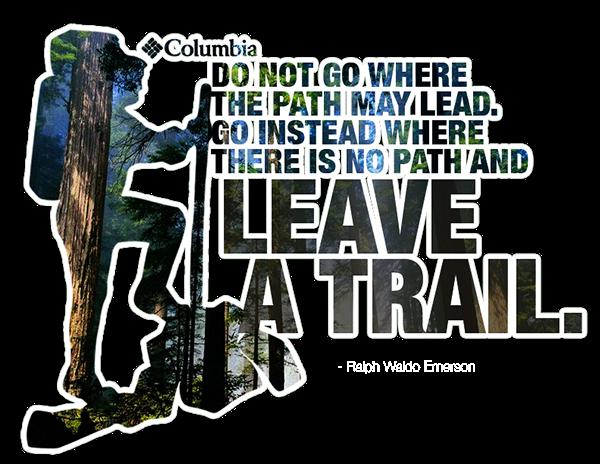 Columbia
DO NOT GO WHERE
THE PATH MAY LEAD.
GO INSTEAD WHERE
THERE IS NO PATH AND
LEAVE
A TRAIL.
- Ralph Waldo Emerson